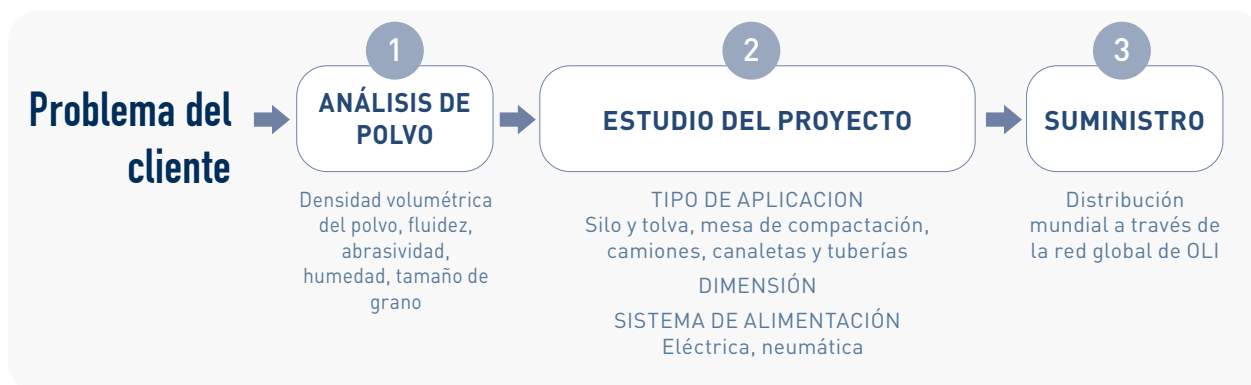 Problema del
cliente
1
ANÁLISIS DE
POLVO
Densidad volumétrica
del polvo, fluidez,
abrasividad,
humedad, tamaño de
grano
2
ESTUDIO DEL PROYECTO
TIPO DE APLICACION
Silo y tolva, mesa de compactación,
camiones, canaletas y tuberías
DIMENSIÓN
SISTEMA DE ALIMENTACIÓN
Eléctrica, neumática
3
SUMINISTRO
Distribución
mundial a través de
la red global de OLI